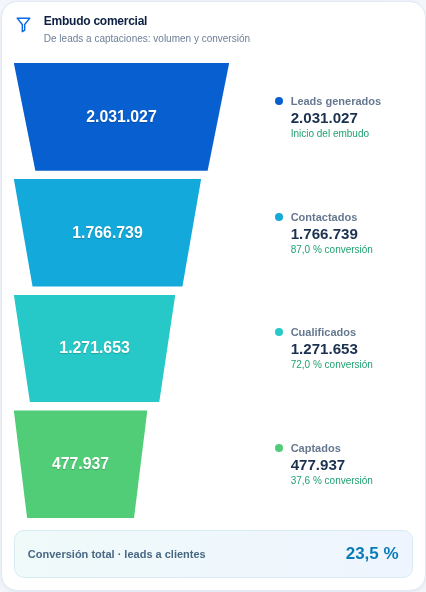 Embudo comercial
De leads a captaciones: volumen y conversión
2.031.027
Leads generados
2.031.027
Inicio del embudo
1.766.739
Contactados
1.766.739
87,0 % conversión
1.271.653
Cualificados
1.271.653
72,0 % conversión
477.937
Captados
477.937
37,6 % conversión
Conversión total · leads a clientes
23,5 %